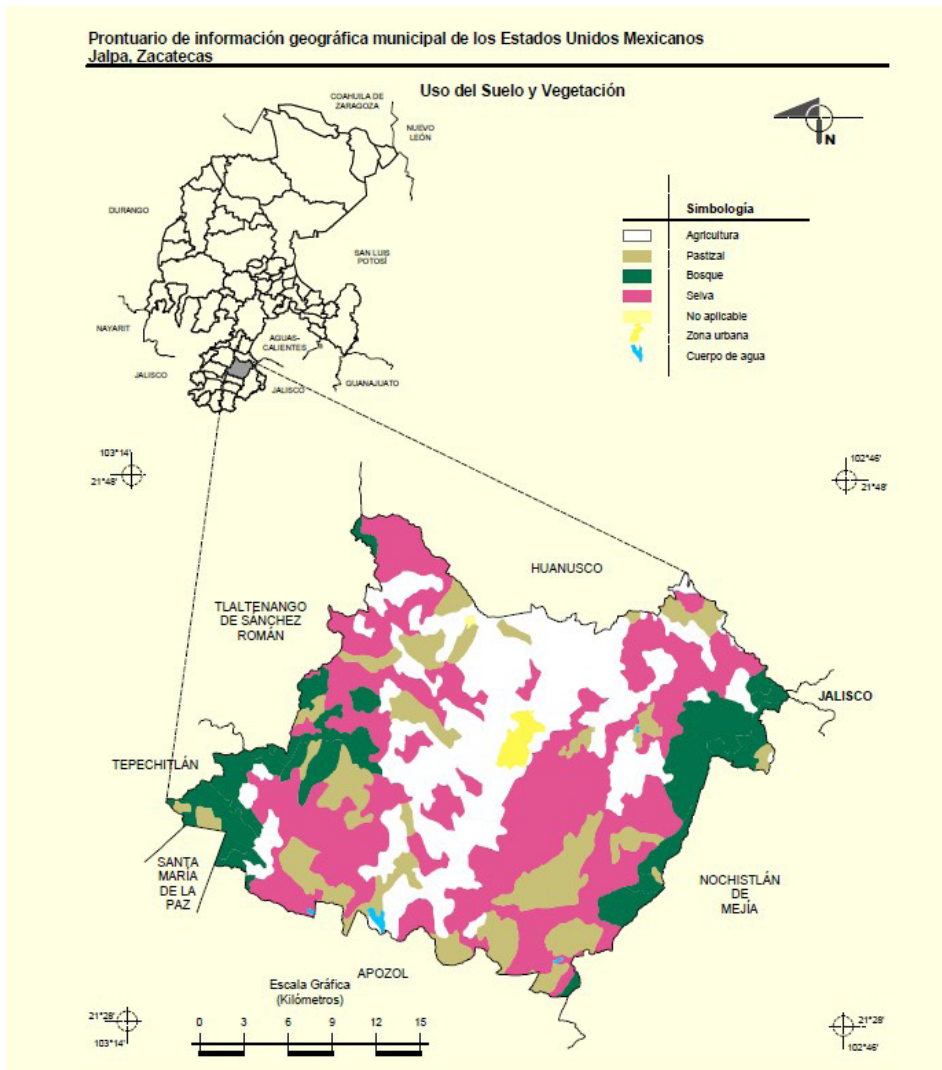 Prontuario de información geográfica municipal de los Estados Unidos Mexicanos
Jalpa, Zacatecas
Uso del Suelo y Vegetación
N
COAHUILA DE
ZARAGOZA
NUEVO
LEÓN
DURANGO
SAN LUIS
POTOSÍ
NAYARIT
AGUAS-
CALIENTES
JALISCO
JALISCO
GUANAJUATO
Simbología
Agricultura
Pastizal
Bosque
Selva
No aplicable
Zona urbana
Cuerpo de agua
103°14'
21°48'
102°46'
21°48'
HUANUSCO
TLALTENANGO
DE SÁNCHEZ
ROMÁN
JALISCO
TEPECHITLÁN
SANTA
MARÍA
DE LA
PAZ
NOCHISTLÁN
DE
MEJÍA
APOZOL
Escala Gráfica
(Kilómetros)
0 3 6 9 12 15
21°28'
103°14'
21°28'
102°46'